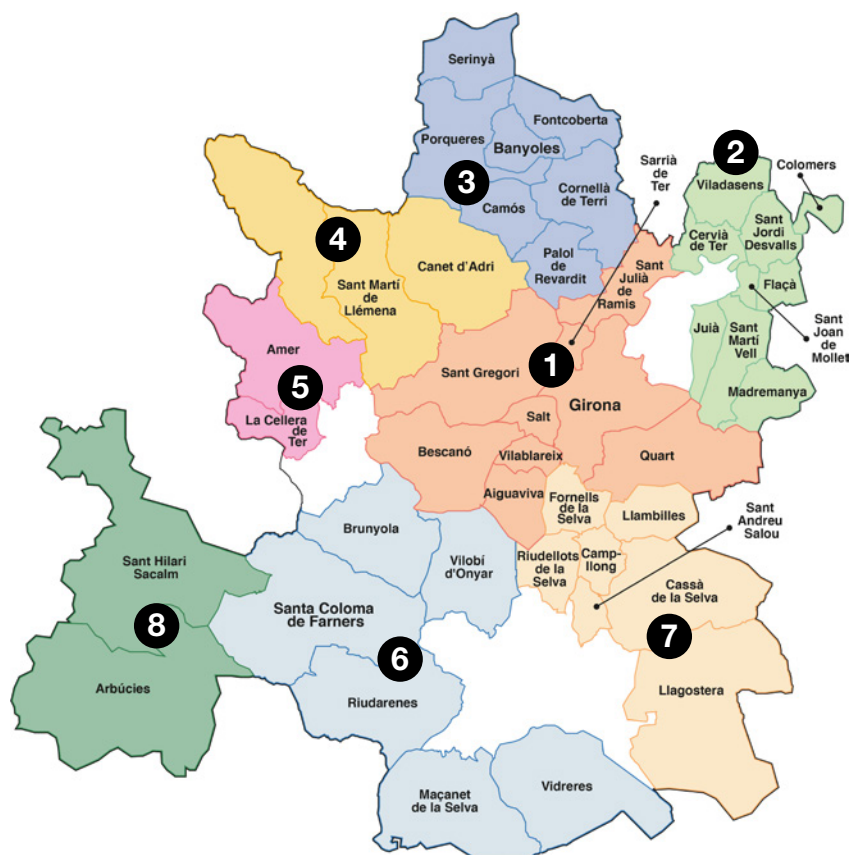 Serinyà
Fontcoberta
Porqueres
Banyoles
3
Camós
Cornellà
de Terri
Palol
de
Revardit
Sarrià
de
Ter
2
Colomers
Viladasens
Cervià
de Ter
Sant
Jordi
Desvalls
Flaçà
Sant
Joan
de
Mollet
Juià
Sant
Martí
Vell
Madremanya
4
Canet d'Adri
Sant Martí
de
Llémena
Sant
Julià
de
Ramis
Amer
5
La Cellera
de
Ter
1
Sant Gregori
Girona
Salt
Bescanó
Vilablareix
Quart
Aiguaviva
Fornells
de la
Selva
Llambilles
Sant
Andreu
Salou
Riudellots
de la
Selva
Camp-
llong
Cassà
de la Selva
7
Llagostera
Brunyola
Vilobí
d'Onyar
Santa Coloma
de Farners
6
Riudarenes
Maçanet
de la Selva
Vidreres
Sant Hilari
Sacalm
8
Arbúcies